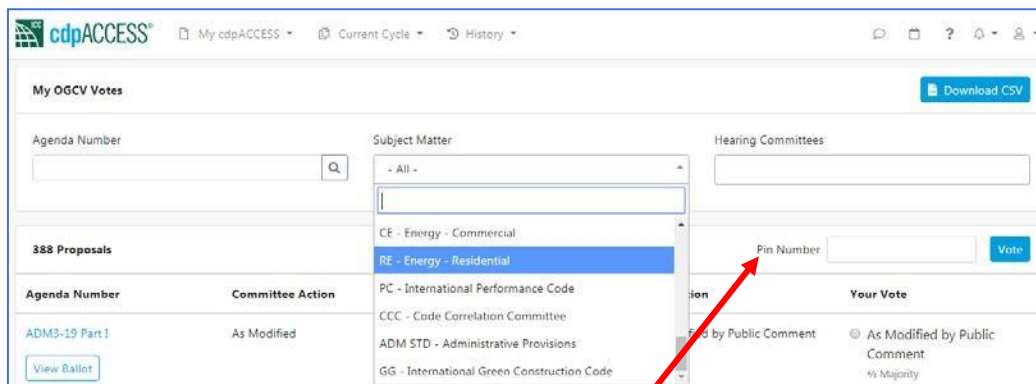 ICC cdpACCESS® My cdpACCESS Current Cycle History ?
My OGCV Votes Download CSV
Agenda Number Subject Matter Hearing Committees
- All -
CE - Energy - Commercial
388 Proposals RE - Energy - Residential Pin Number Vote
PC - International Performance Code
Agenda Number Committee Action ion Your Vote
CCC - Code Correlation Committee
ADM3-19 Part I As Modified ADM STD - Administrative Provisions ed by Public Comment As Modified by Public
Comment
View Ballot GG - International Green Construction Code Majority